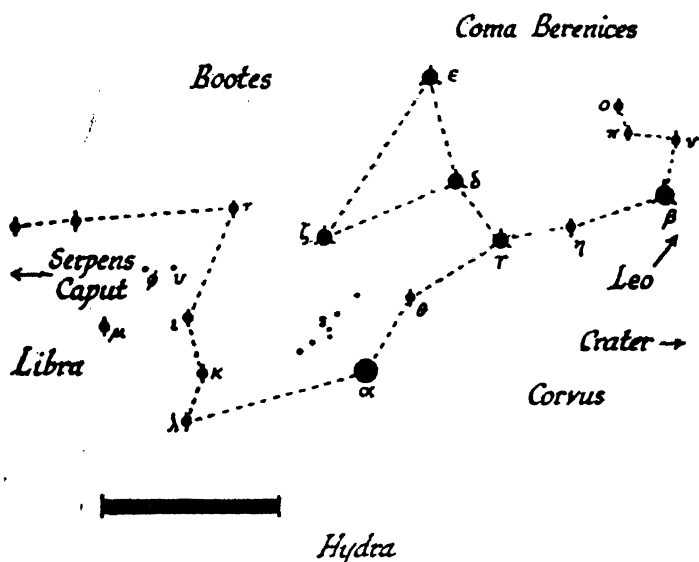 Coma Berenices
Bootes
ε
ο
π
ν
δ
τ
ζ
β
η
γ
Serpens
Caput
φ
υ
Leo
θ
ι
s
μ
Crater
Libra
κ
α
Corvus
λ
Hydra